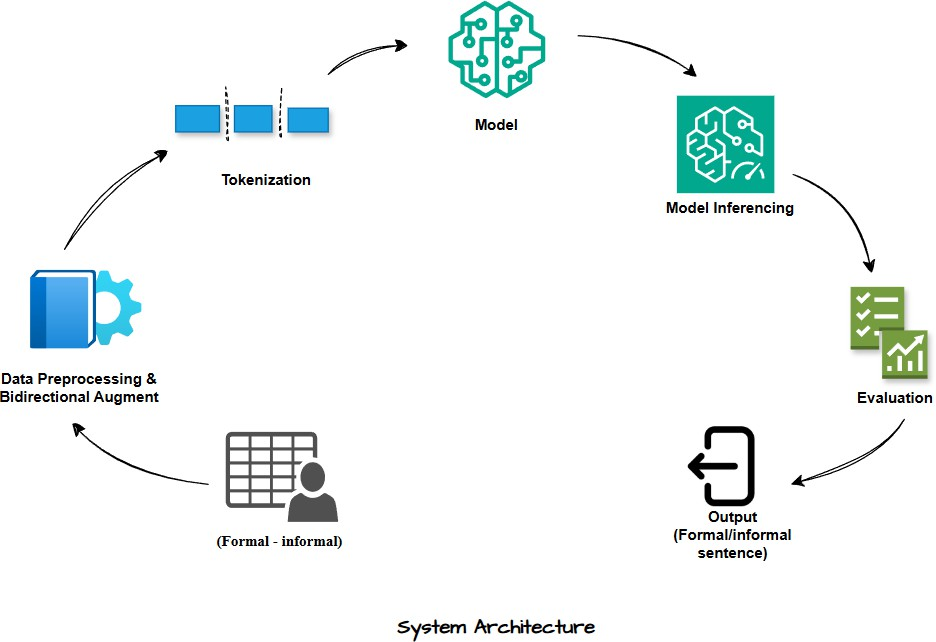 Model
Tokenization
Model Inferencing
Data Preprocessing &
Bidirectional Augment
Evaluation
(Formal - informal)
Output
(Formal/informal
sentence)
System Architecture